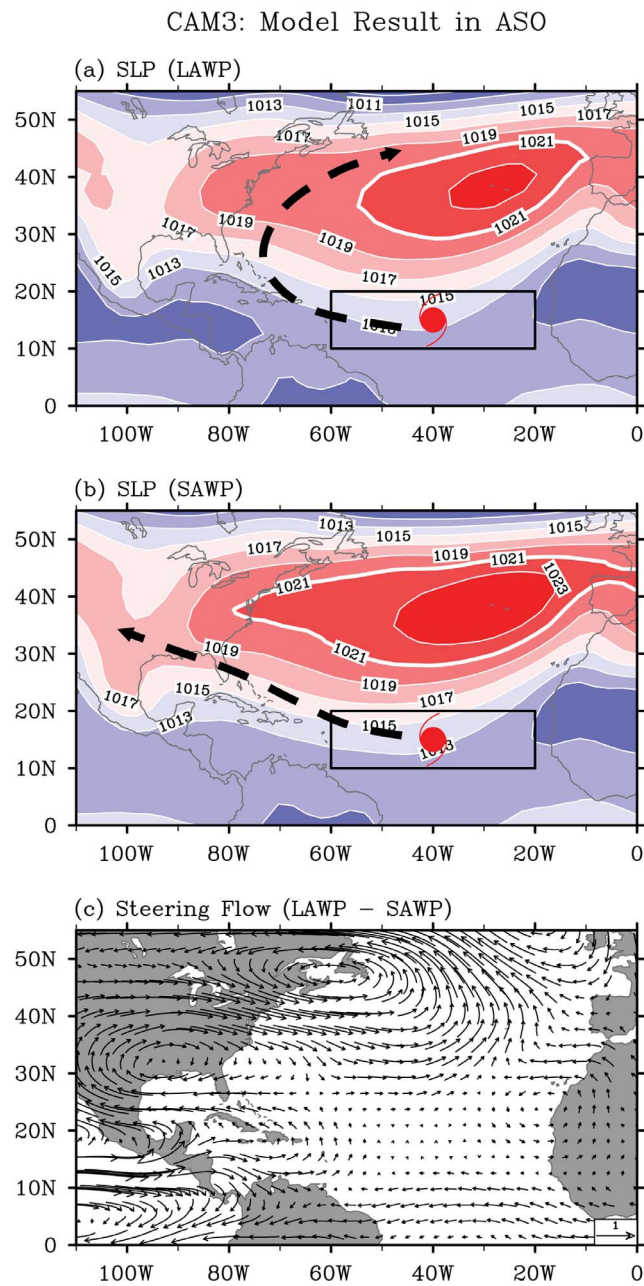 CAM3: Model Result in ASO
(a) SLP (LAWP)
50N
40N
30N
20N
10N
0
1013
1011
1015
1017
1017
1019
1021
1021
1017
1019
1019
1015
1013
1017
1015
1013
100W
80W
60W
40W
20W
0
(b) SLP (SAWP)
50N
40N
30N
20N
10N
0
1013
1015
1017
1015
1019
1021
1023
1021
1021
1019
1019
1017
1015
1017
1013
1015
1013
100W
80W
60W
40W
20W
0
(c) Steering Flow (LAWP − SAWP)
50N
40N
30N
20N
10N
0
1
100W
80W
60W
40W
20W
0